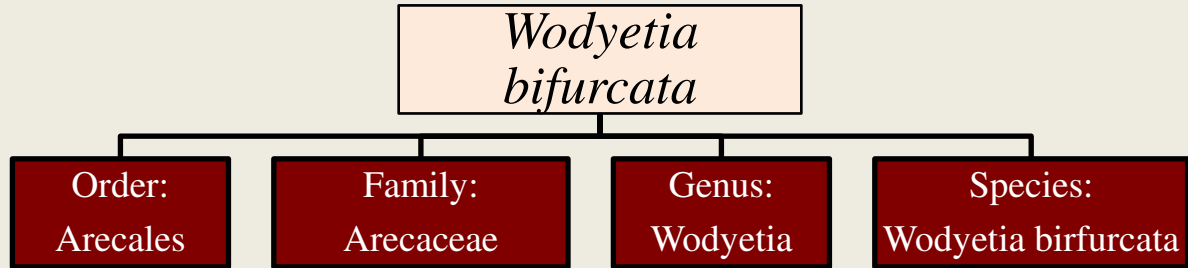 Wodyetia
bifurcata
Order:
Arecales
Family:
Arecaceae
Genus:
Wodyetia
Species:
Wodyetia birfurcata